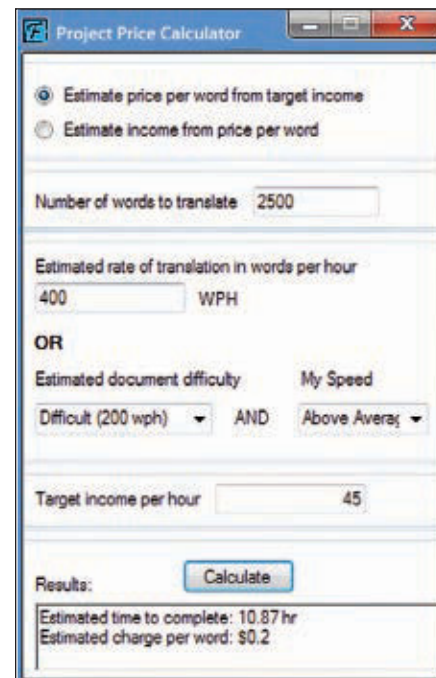 Project Price Calculator
Estimate price per word from target income
Estimate income from price per word
Number of words to translate 2500
Estimated rate of translation in words per hour
400 WPH
OR
Estimated document difficulty My Speed
Difficult (200 wph) AND Above Averag
Target income per hour 45
Results: Calculate
Estimated time to complete: 10.87 hr
Estimated charge per word: $0.2